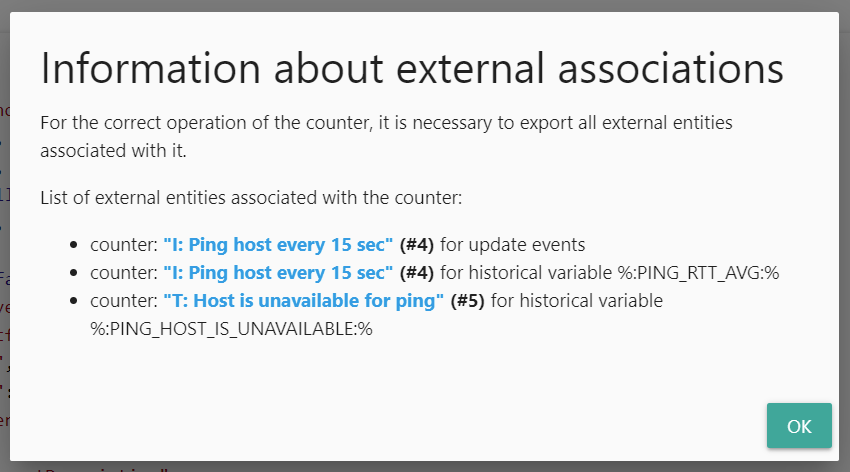 Information about external associations
For the correct operation of the counter, it is necessary to export all external entities
associated with it.
List of external entities associated with the counter:
• counter: "I: Ping host every 15 sec" (#4) for update events
• counter: "I: Ping host every 15 sec" (#4) for historical variable %:PING_RTT_AVG:%
• counter: "T: Host is unavailable for ping" (#5) for historical variable
%:PING_HOST_IS_UNAVAILABLE:%
OK